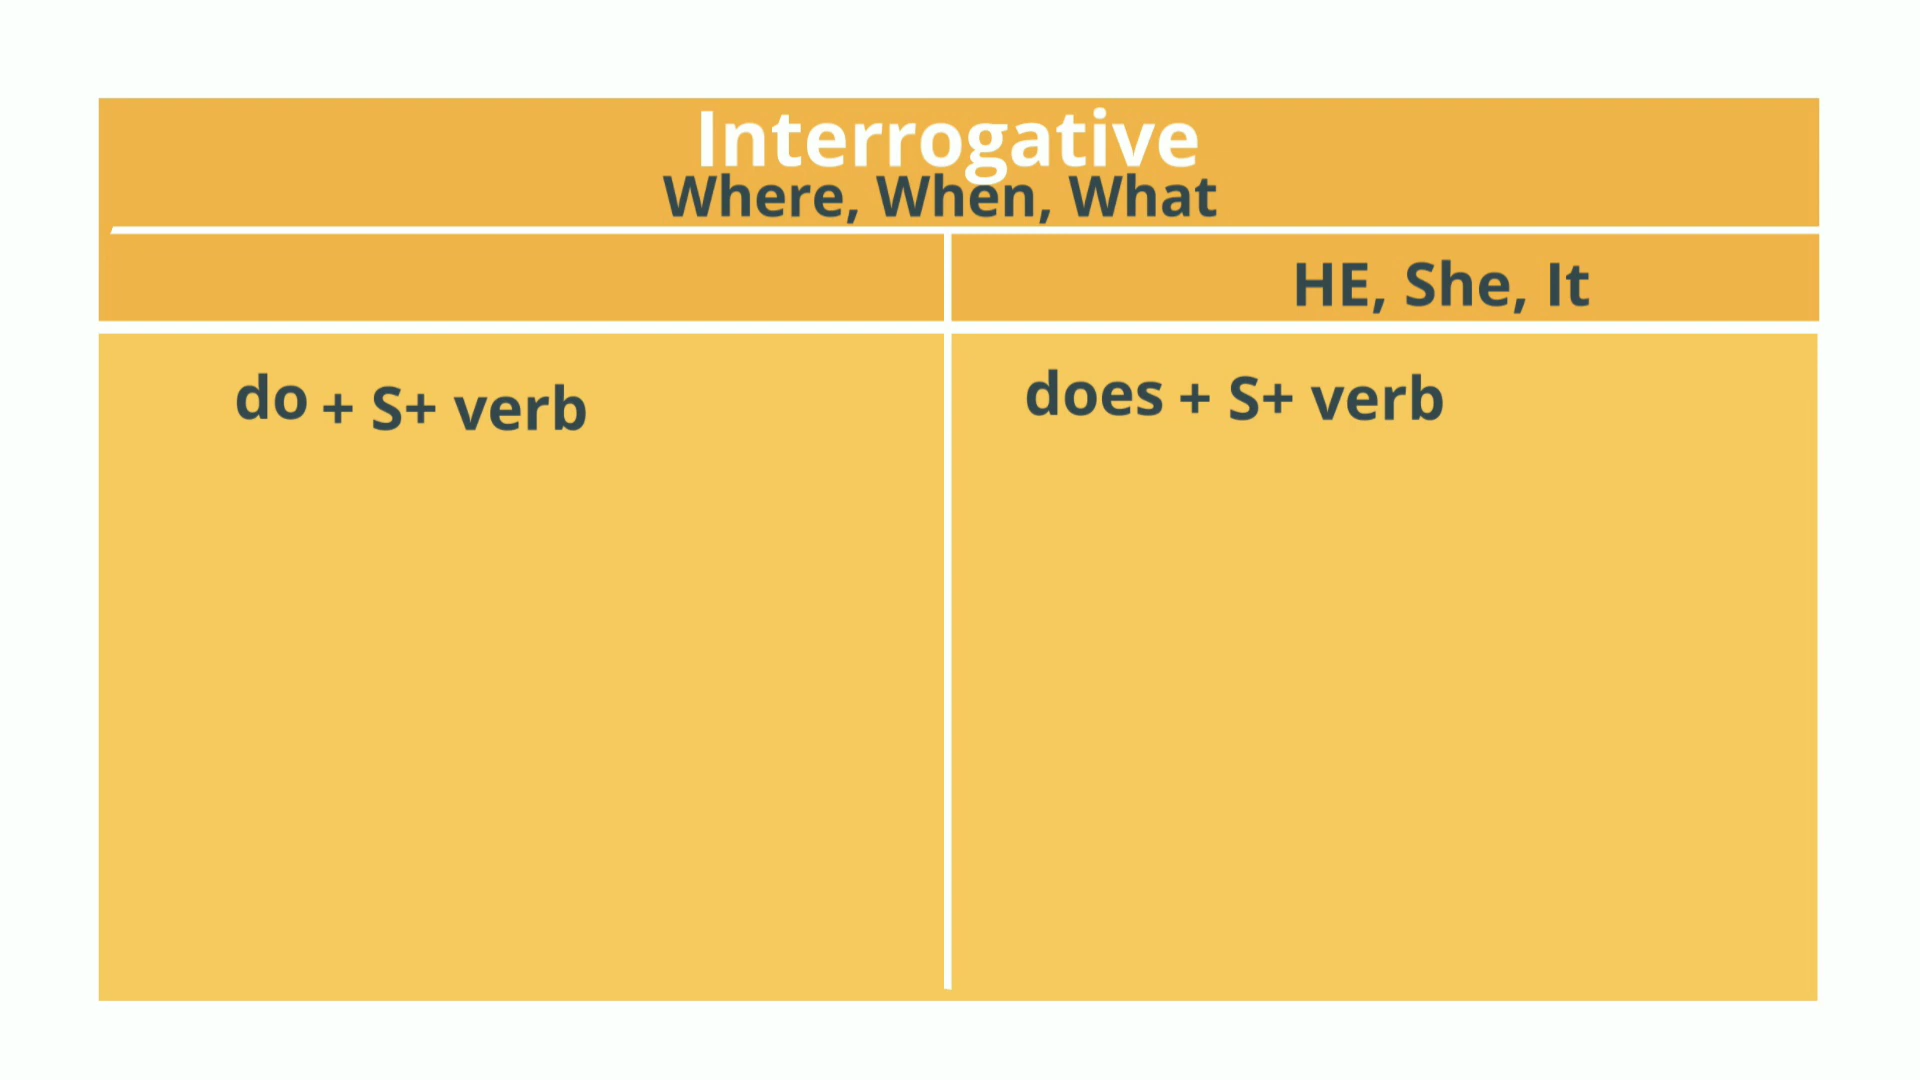 Interrogative
Where, When, What
HE, She, It
do + S+ verb
does + S+ verb